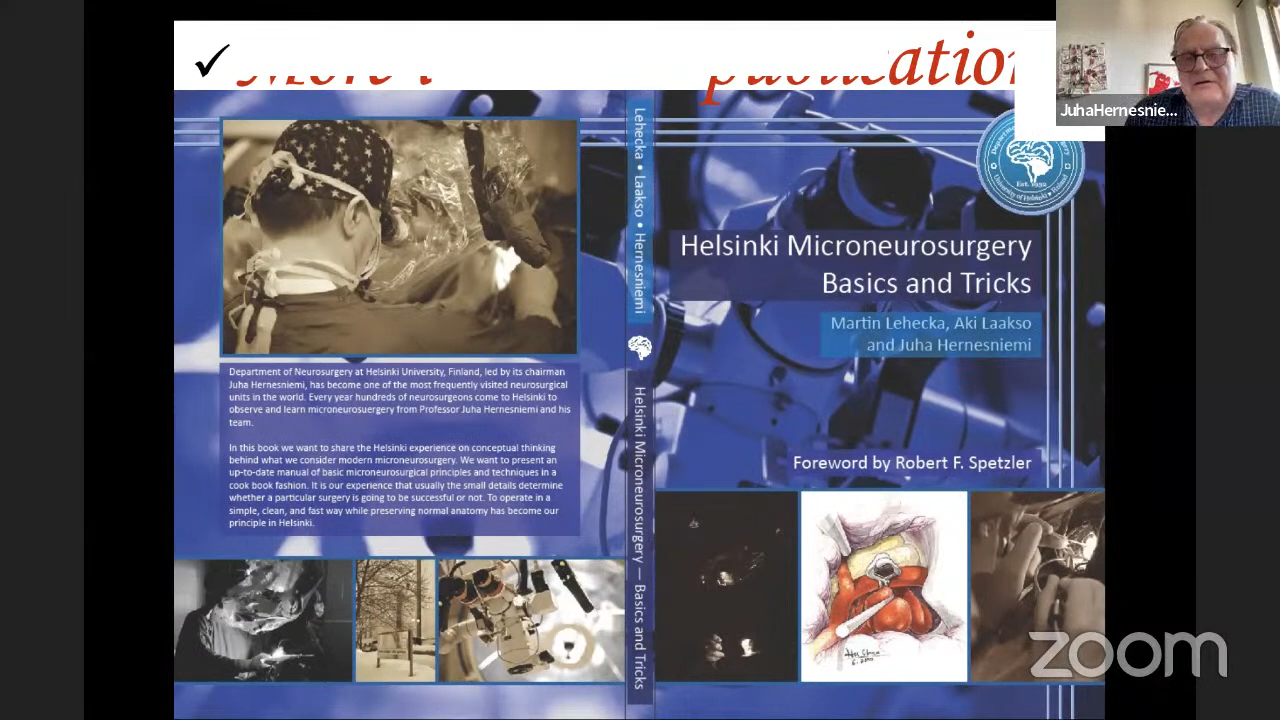 ✓
JuhaHernesnie...
Lehecka • Laakso • Hernesniemi
Helsinki Microneurosurgery — Basics and Tricks
Helsinki Microneurosurgery
Basics and Tricks
Martin Lehecka, Aki Laakso
and Juha Hernesniemi
Foreword by Robert F. Spetzler
Department of Neurosurgery at Helsinki University, Finland, led by its chairman
Juha Hernesniemi, has become one of the most frequently visited neurosurgical
units in the world. Every year hundreds of neurosurgeons come to Helsinki to
observe and learn microneurosuergery from Professor Juha Hernesniemi and his
team.
In this book we want to share the Helsinki experience on conceptual thinking
behind what we consider modern microneurosurgery. We want to present an
up-to-date manual of basic microneurosurgical principles and techniques in a
cook book fashion. It is our experience that usually the small details determine
whether a particular surgery is going to be successful or not. To operate in a
simple, clean, and fast way while preserving normal anatomy has become our
principle in Helsinki.
zoom